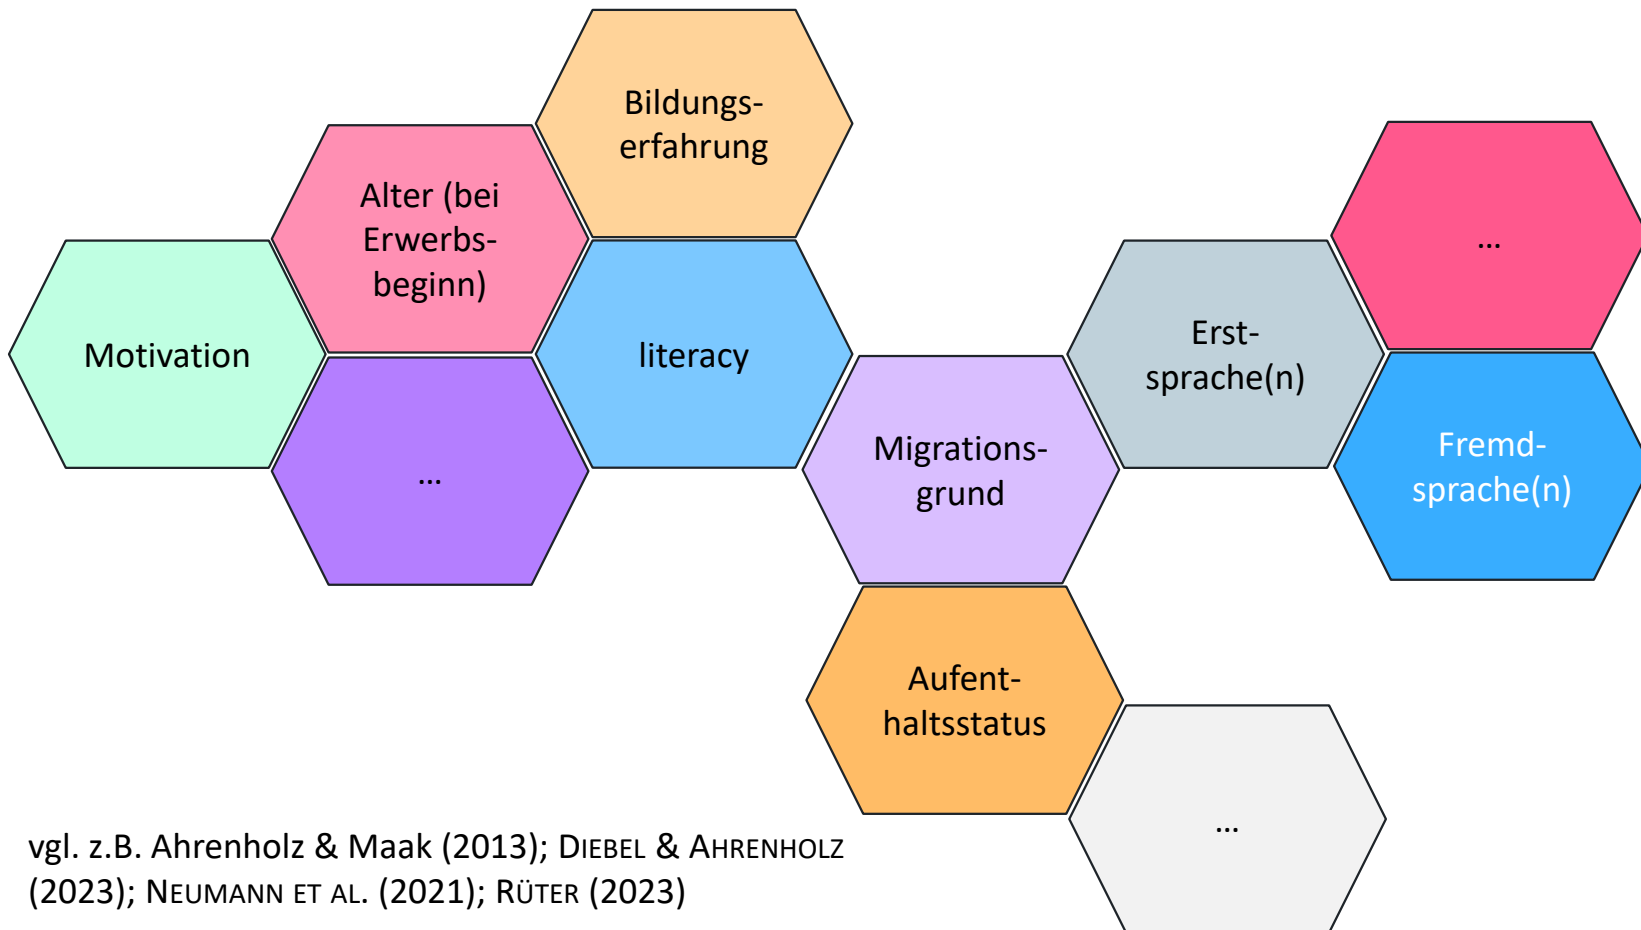 Bildungs-
erfahrung
Alter (bei
Erwerbs-
beginn)
...
Motivation
literacy
Erst-
sprache(n)
...
Migrations-
grund
Fremd-
sprache(n)
Aufent-
haltsstatus
...
vgl. z.B. Ahrenholz & Maak (2013); DIEBEL & AHRENHOLZ
(2023); NEUMANN ET AL. (2021); RÜTER (2023)